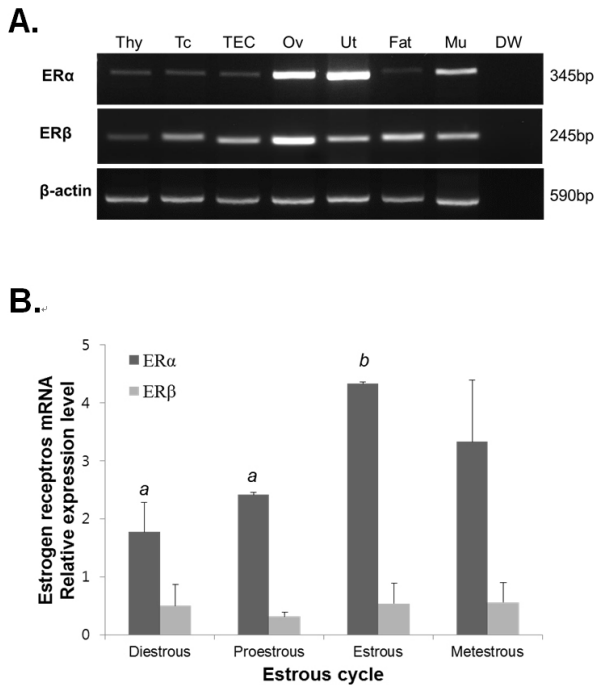 A.
Thy Tc TEC Ov Ut Fat Mu DW
ERα 345bp
ERβ 245bp
β-actin 590bp
B.
Estrogen receptros mRNA
Relative expression level
5
4
3
2
1
0
ERα
ERβ
a
a
b
Diestrous Proestrous Estrous Metestrous
Estrous cycle